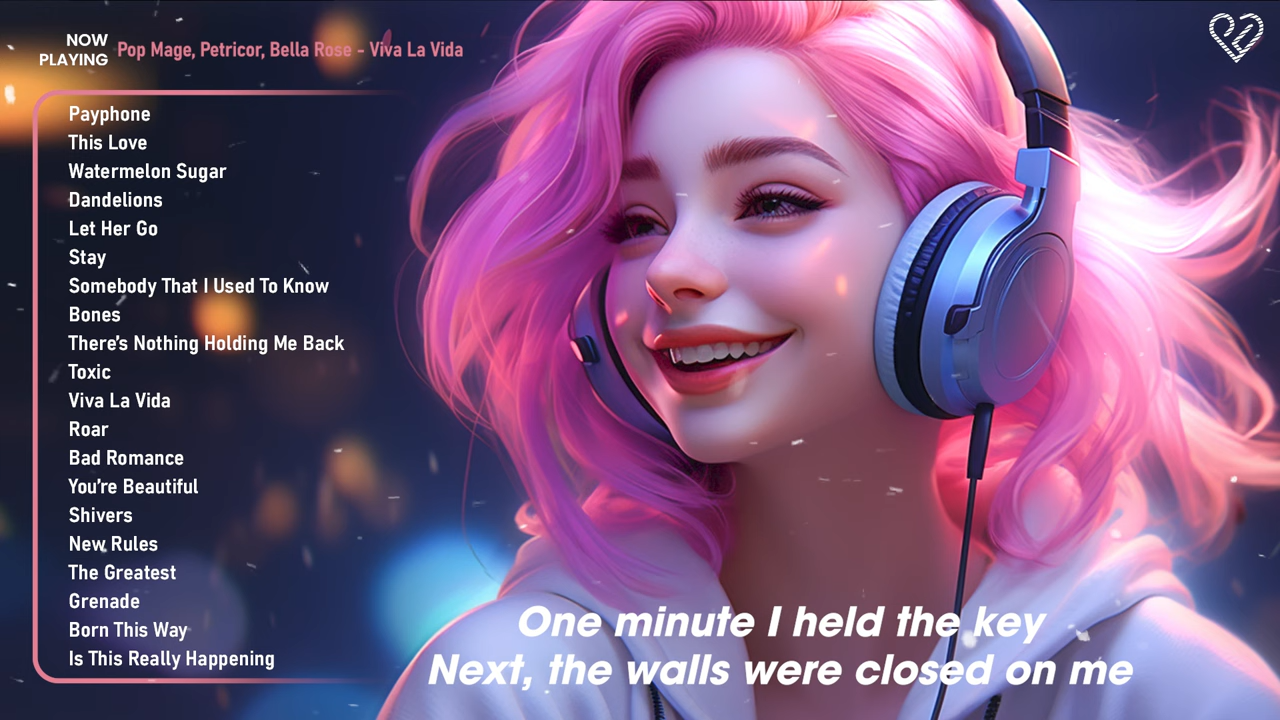 NOW
PLAYING
Pop Mage, Petricor, Bella Rose - Viva La Vida
Payphone
This Love
Watermelon Sugar
Dandelions
Let Her Go
Stay
Somebody That I Used To Know
Bones
There's Nothing Holding Me Back
Toxic
Viva La Vida
Roar
Bad Romance
You're Beautiful
Shivers
New Rules
The Greatest
Grenade
Born This Way
Is This Really Happening
One minute I held the key
Next, the walls were closed on me